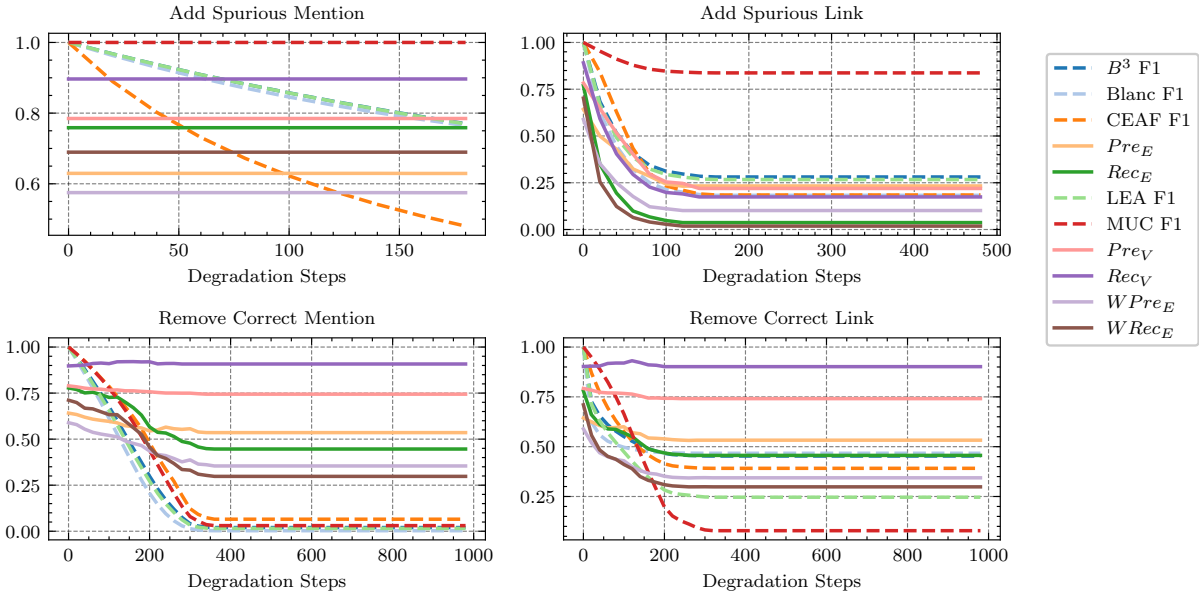 Add Spurious Mention
1.0
0.8
0.6
0 50 100 150
Degradation Steps
Add Spurious Link
1.00
0.75
0.50
0.25
0.00
0 100 200 300 400 500
Degradation Steps
Remove Correct Mention
1.00
0.75
0.50
0.25
0.00
0 200 400 600 800 1000
Degradation Steps
Remove Correct Link
1.00
0.75
0.50
0.25
0 200 400 600 800 1000
Degradation Steps
B³ F1
Blanc F1
CEAF F1
Pre_E
Rec_E
LEA F1
MUC F1
Pre_V
Rec_V
WPre_E
WRec_E